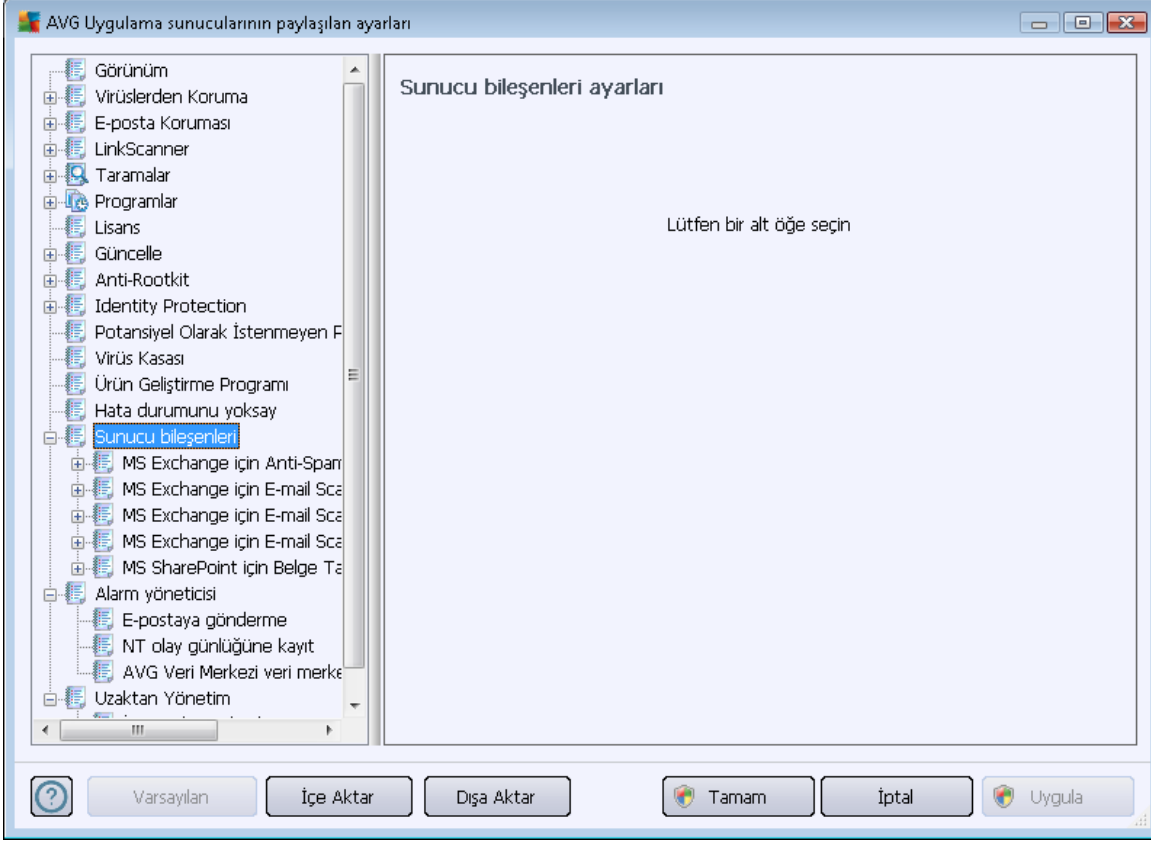 AVG Uygulama sunucularının paylaşılan ayarları
Görünüm
Virüslerden Koruma
E-posta Koruması
LinkScanner
Taramalar
Programlar
Lisans
Güncelle
Anti-Rootkit
Identity Protection
Potansiyel Olarak İstenmeyen P
Virüs Kasası
Ürün Geliştirme Programı
Hata durumunu yoksay
Sunucu bileşenleri
MS Exchange için Anti-Spam
MS Exchange için E-mail Sca
MS Exchange için E-mail Sca
MS Exchange için E-mail Sca
MS SharePoint için Belge Ta
Alarm yöneticisi
E-postaya gönderme
NT olay günlüğüne kayıt
AVG Veri Merkezi veri merke
Uzaktan Yönetim
Sunucu bileşenleri ayarları
Lütfen bir alt öğe seçin
Varsayılan
İçe Aktar
Dışa Aktar
Tamam
İptal
Uygula